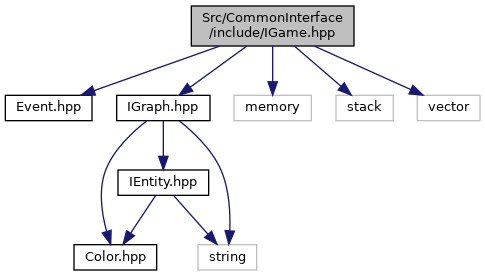 Src/CommonInterface
/include/IGame.hpp
Event.hpp
IGraph.hpp
memory
stack
vector
IEntity.hpp
Color.hpp
string